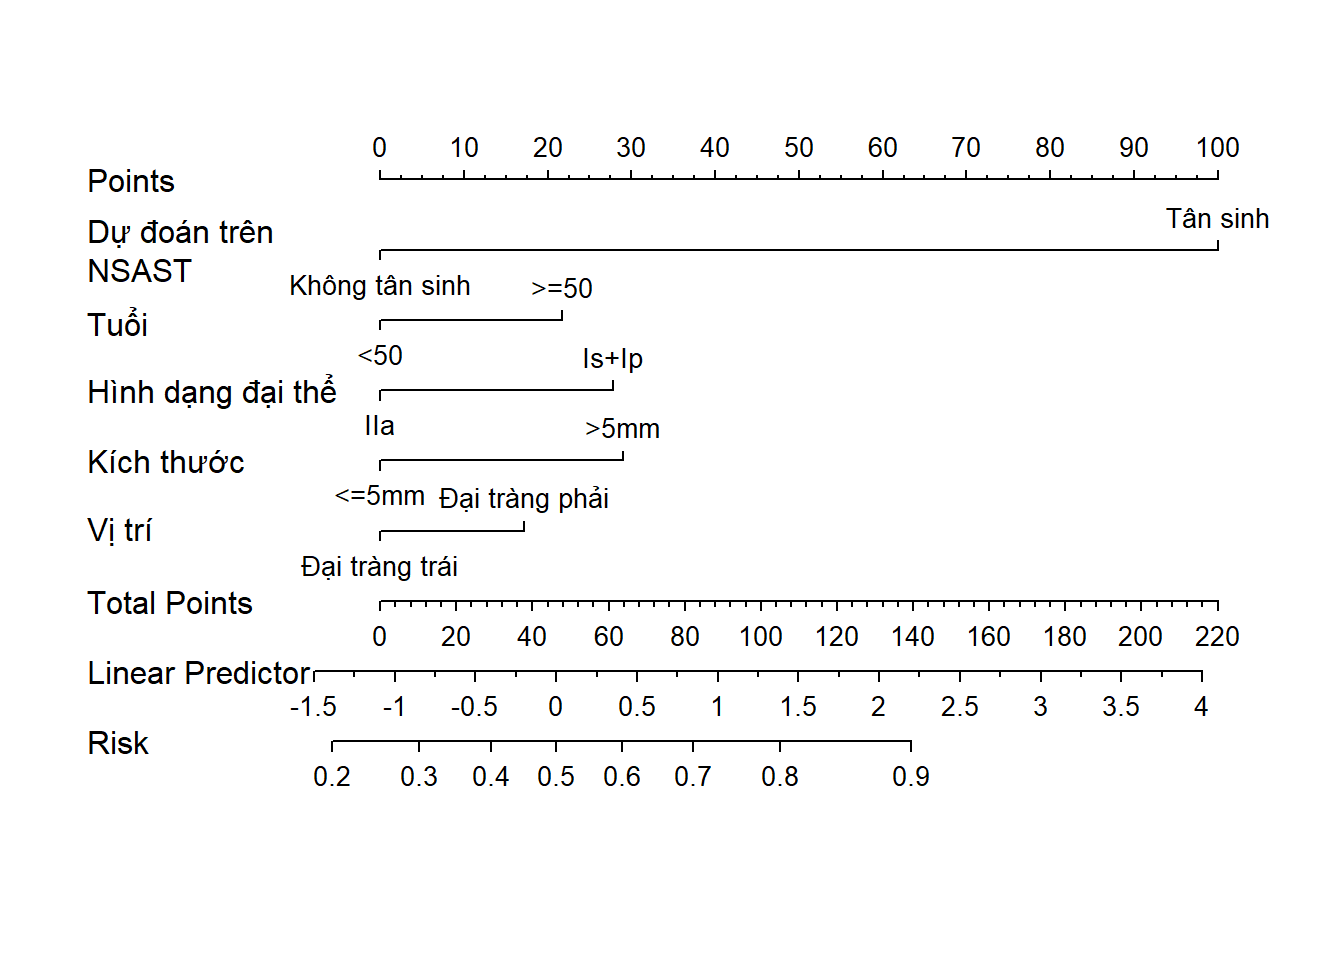 0 10 20 30 40 50 60 70 80 90 100
Points
Tân sinh
Dự đoán trên
NSAST
Không tân sinh
>=50
Tuổi
<50
Is+Ip
Hình dạng đại thể
IIa
>5mm
Kích thước
<=5mm
Đại tràng phải
Vị trí
Đại tràng trái
Total Points
0 20 40 60 80 100 120 140 160 180 200 220
Linear Predictor
-1.5 -1 -0.5 0 0.5 1 1.5 2 2.5 3 3.5 4
Risk
0.2 0.3 0.4 0.5 0.6 0.7 0.8 0.9